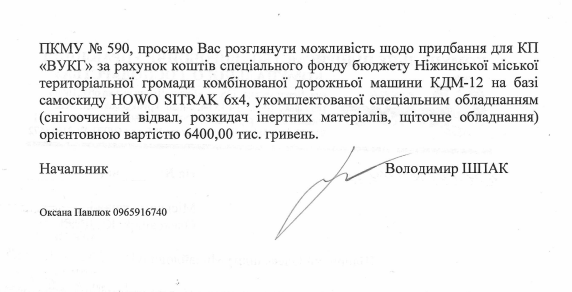 ПКМУ № 590, просимо Вас розглянути можливість щодо придбання для КП
«ВУКГ» за рахунок коштів спеціального фонду бюджету Ніжинської міської
територіальної громади комбінованої дорожньої машини КДМ-12 на базі
самоскиду HOWO SITRAK 6x4, укомплектованої спеціальним обладнанням
(снігоочисний відвал, розкидач інертних матеріалів, щіточне обладнання)
орієнтовною вартістю 6400,00 тис. гривень.
Начальник Володимир ШПАК
Оксана Павлюк 0965916740